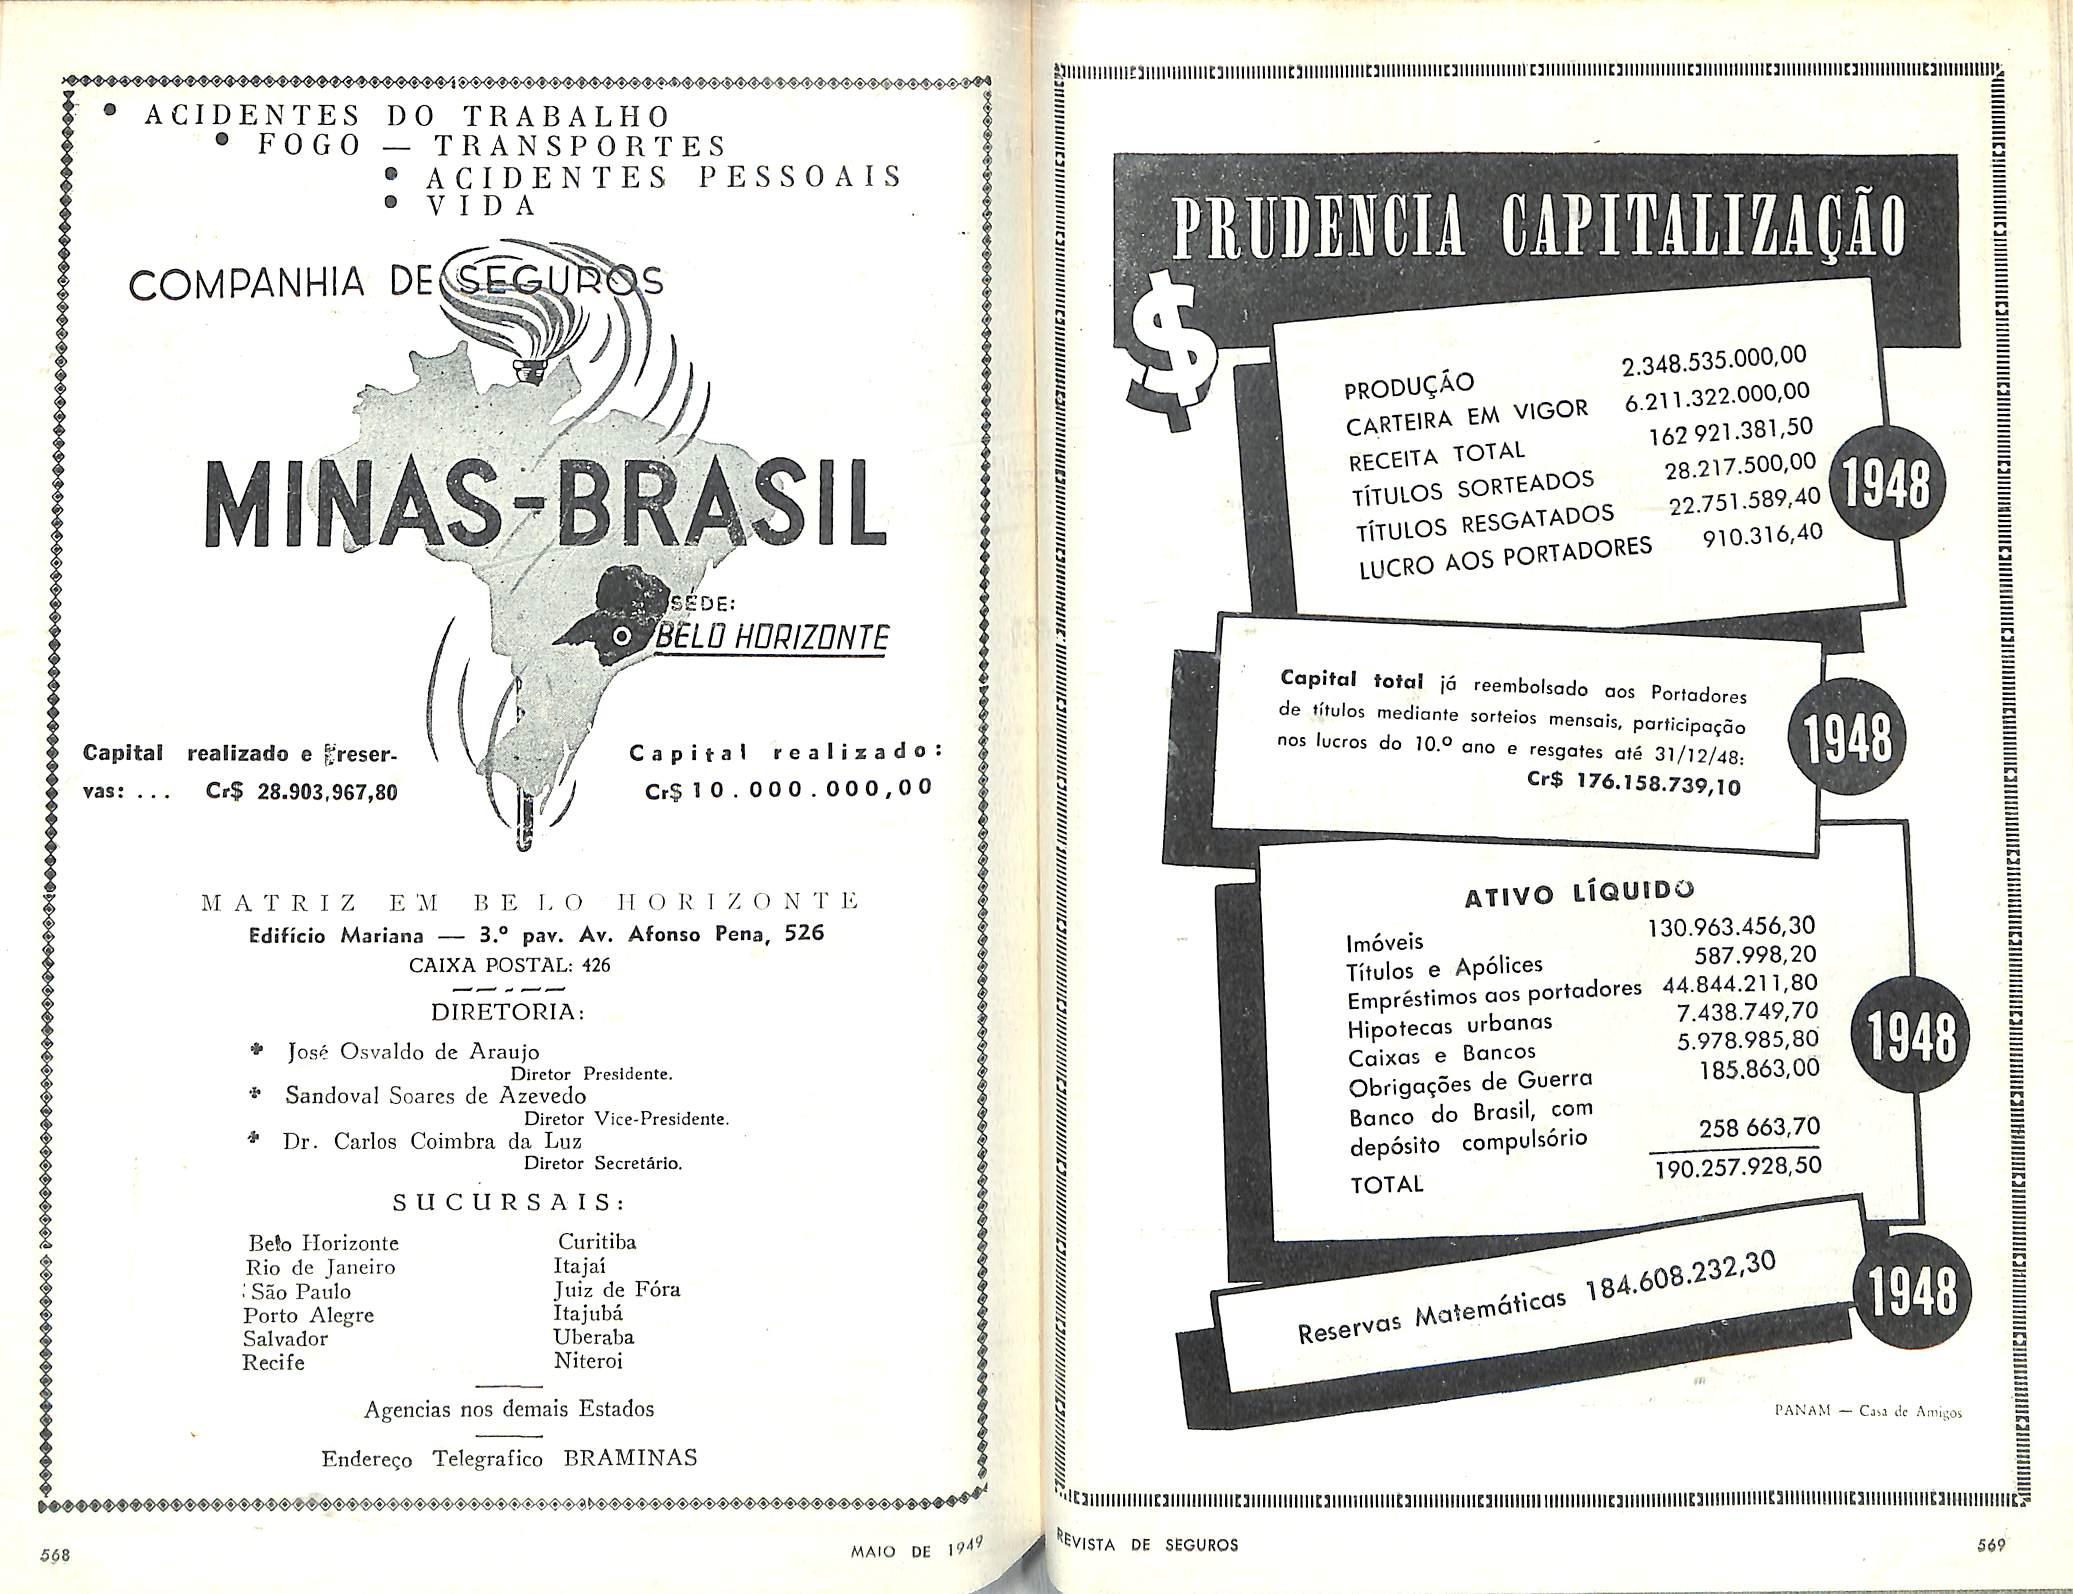 • ACIDENTES DO TRABALHO
• FOGO — TRANSPORTES
• ACIDENTES PESSOAIS
• VIDA
COMPANHIA DE SEGUROS
MINAS-BRASIL
SÉDE:
BELO HORIZONTE
Capital realizado e reser-
vas: ... Cr$ 28.903,967,80
Capital realizado:
Cr$ 10.000.000,00
MATRIZ EM BELO HORIZONTE
Edifício Mariana — 3.º pav. Av. Afonso Pena, 526
CAIXA POSTAL: 426
DIRETORIA:
José Osvaldo de Araujo
Diretor Presidente.
Sandoval Soares de Azevedo
Diretor Vice-Presidente.
Dr. Carlos Coimbra da Luz
Diretor Secretário.
SUCURSAIS:
Belo Horizonte
Rio de Janeiro
São Paulo
Porto Alegre
Salvador
Recife
Curitiba
Itajaí
Juiz de Fóra
Itajubá
Uberaba
Niteroi
Agencias nos demais Estados
Endereço Telegrafico BRAMINAS
568
MAIO DE 1949
PRUDENCIA CAPITALIZAÇÃO
$
PRODUÇÃO 2.348.535.000,00
CARTEIRA EM VIGOR 6.211.322.000,00
RECEITA TOTAL 162 921.381,50
TÍTULOS SORTEADOS 28.217.500,00
TÍTULOS RESGATADOS 22.751.589,40
LUCRO AOS PORTADORES 910.316,40
1948
Capital total já reembolsado aos Portadores
de títulos mediante sorteios mensais, participação
nos lucros do 10.º ano e resgates até 31/12/48:
Cr$ 176.158.739,10
1948
ATIVO LÍQUIDO
Imóveis 130.963.456,30
Títulos e Apólices 587.998,20
Empréstimos aos portadores 44.844.211,80
Hipotecas urbanas 7.438.749,70
Caixas e Bancos 5.978.985,80
Obrigações de Guerra 185.863,00
Banco do Brasil, com
depósito compulsório 258 663,70
TOTAL 190.257.928,50
1948
Reservas Matemáticas 184.608.232,30
1948
PANAM — Casa de Amigos
REVISTA DE SEGUROS
569